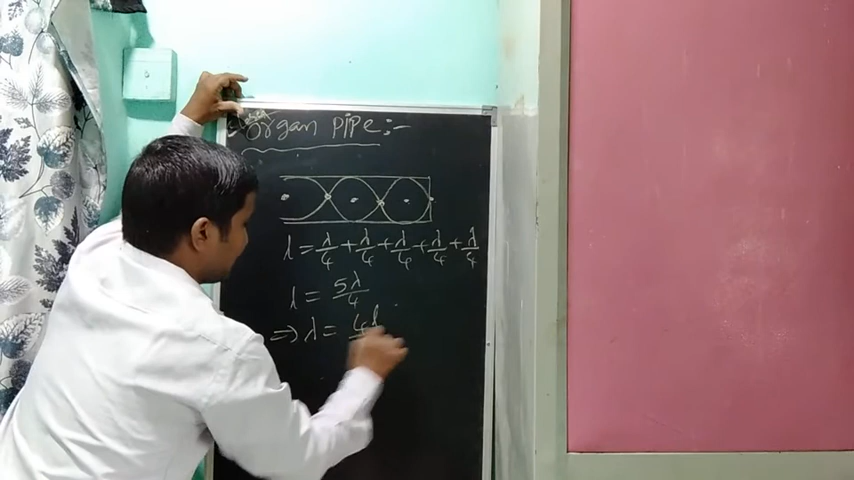 Organ pipe :-
l = λ/4 + λ/4 + λ/4 + λ/4 + λ/4
l = 5λ/4
⇒ λ = 4l